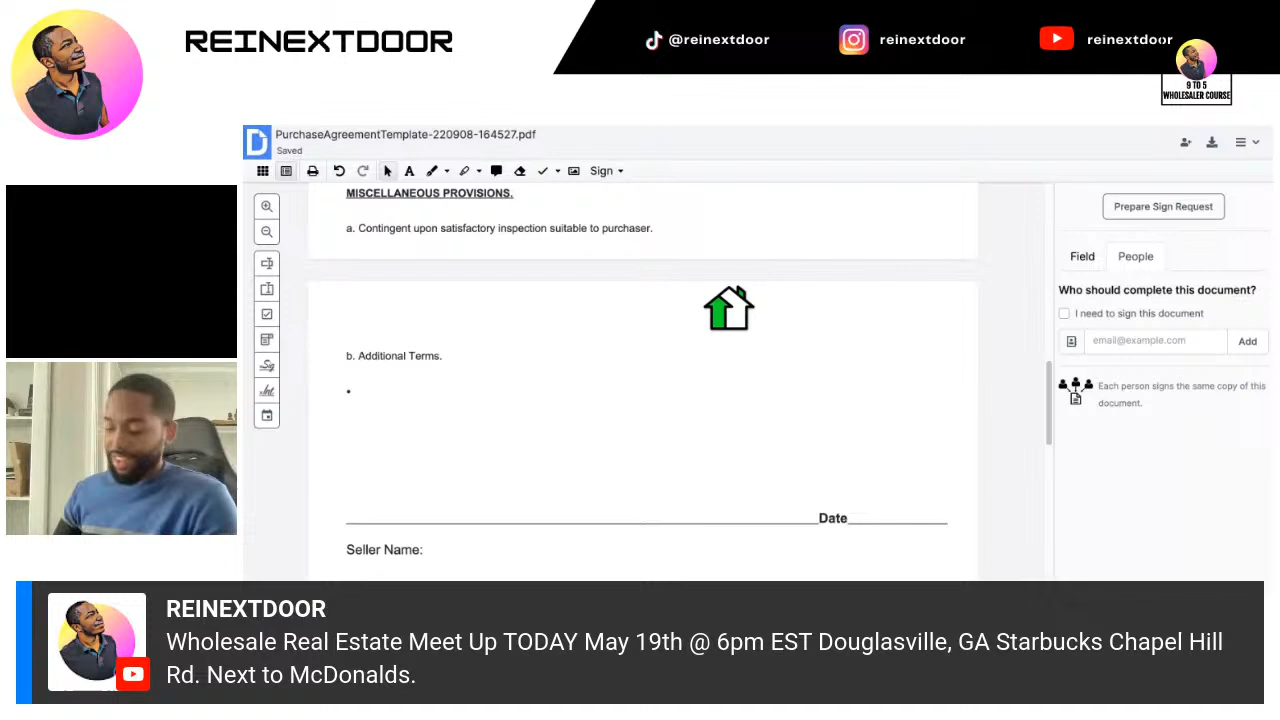 REINEXTDOOR
@reinextdoor
reinextdoor
reinextdoor
9 TO 5
WHOLESALER COURSE
PurchaseAgreementTemplate-220908-164527.pdf
Saved
A
Sign
Prepare Sign Request
MISCELLANEOUS PROVISIONS.
a. Contingent upon satisfactory inspection suitable to purchaser.
Field People
Who should complete this document?
I need to sign this document
email@example.com Add
Each person signs the same copy of this
document.
b. Additional Terms.
•
Sg
Int
Date
Seller Name:
REINEXTDOOR
Wholesale Real Estate Meet Up TODAY May 19th @ 6pm EST Douglasville, GA Starbucks Chapel Hill
Rd. Next to McDonalds.